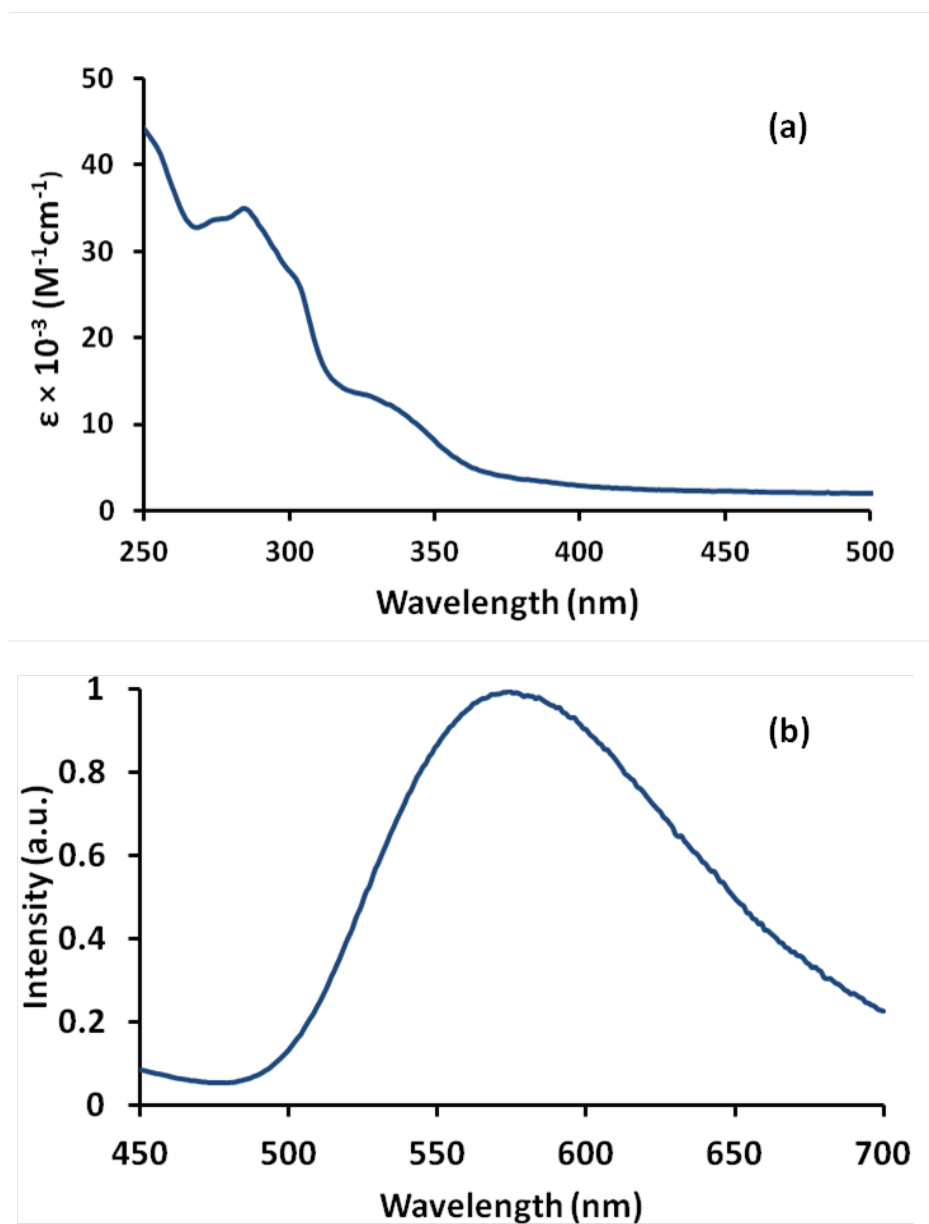 50
(a)
40
30
20
10
0
ε × 10⁻³ (M⁻¹cm⁻¹)
250 300 350 400 450 500
Wavelength (nm)
1
(b)
0.8
0.6
0.4
0.2
0
Intensity (a.u.)
450 500 550 600 650 700
Wavelength (nm)